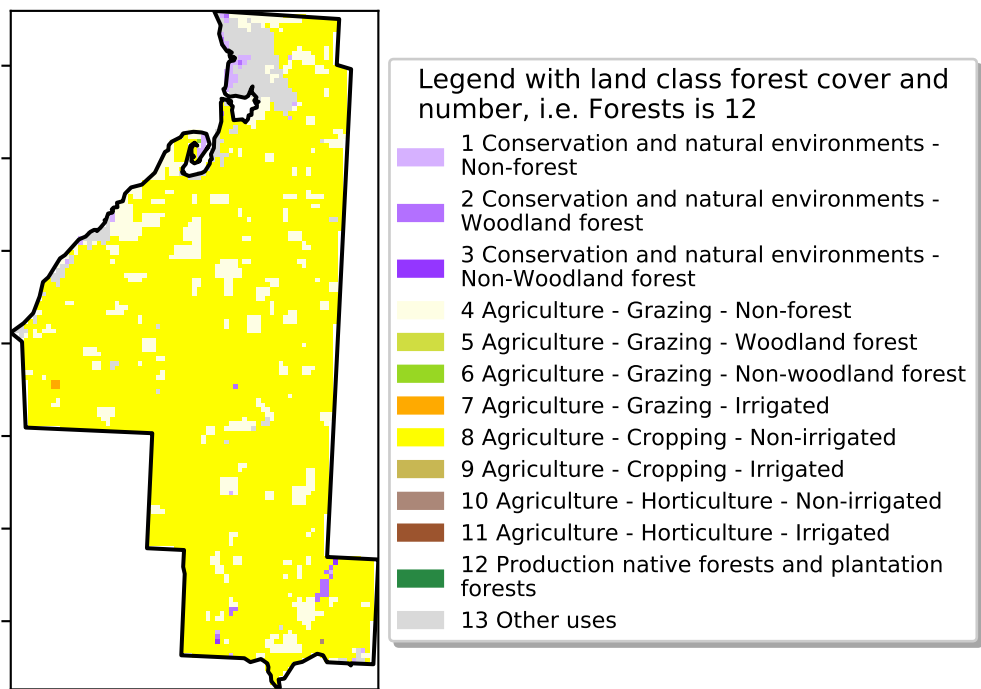 Legend with land class forest cover and
number, i.e. Forests is 12
1 Conservation and natural environments -
Non-forest
2 Conservation and natural environments -
Woodland forest
3 Conservation and natural environments -
Non-Woodland forest
4 Agriculture - Grazing - Non-forest
5 Agriculture - Grazing - Woodland forest
6 Agriculture - Grazing - Non-woodland forest
7 Agriculture - Grazing - Irrigated
8 Agriculture - Cropping - Non-irrigated
9 Agriculture - Cropping - Irrigated
10 Agriculture - Horticulture - Non-irrigated
11 Agriculture - Horticulture - Irrigated
12 Production native forests and plantation
forests
13 Other uses